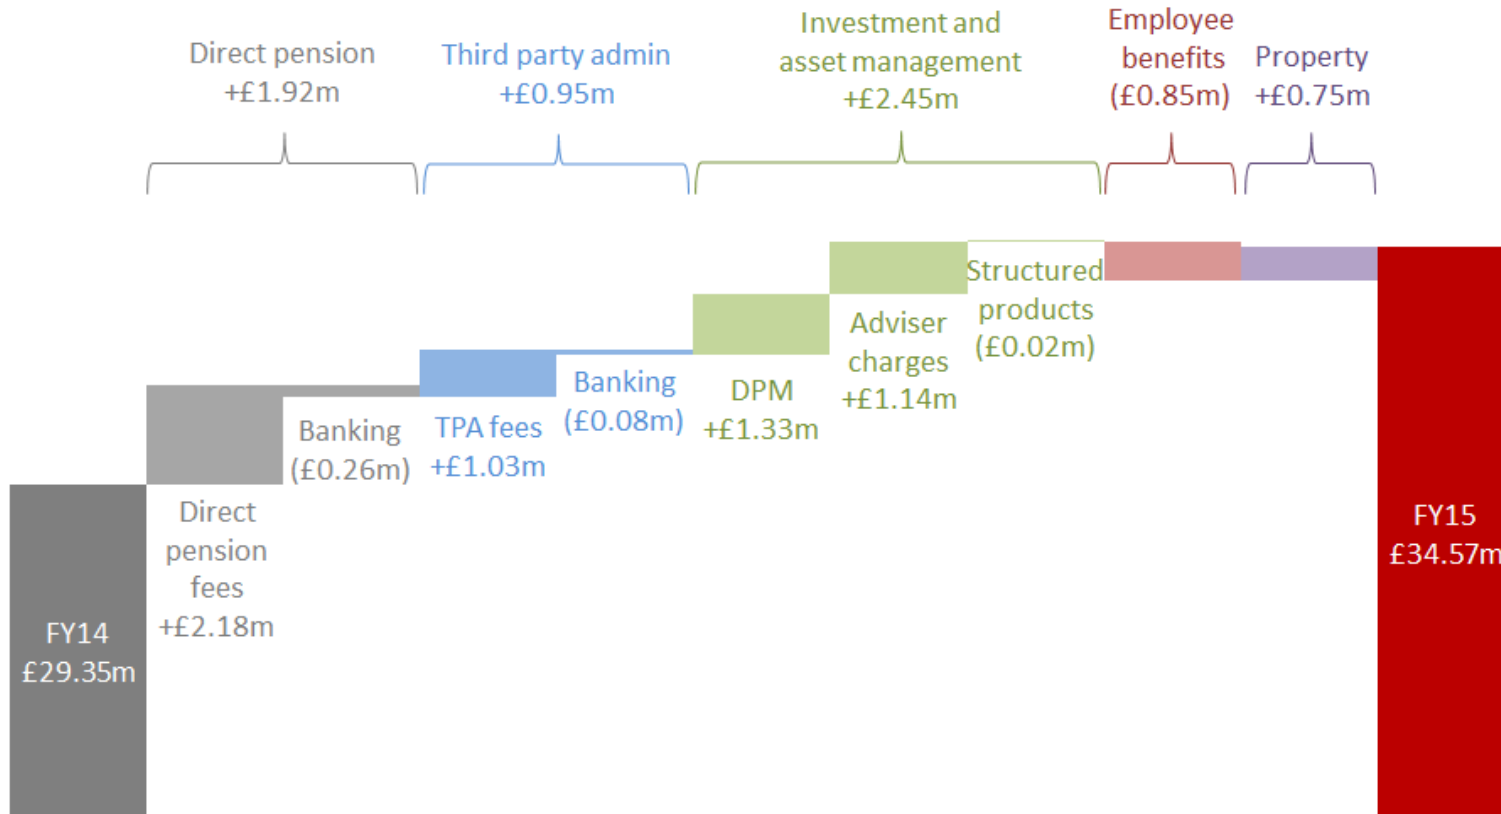 Direct pension
+£1.92m
Third party admin
+£0.95m
Investment and
asset management
+£2.45m
Employee
benefits
(£0.85m)
Property
+£0.75m
FY14
£29.35m
Direct
pension
fees
+£2.18m
Banking
(£0.26m)
TPA fees
+£1.03m
Banking
(£0.08m)
DPM
+£1.33m
Adviser
charges
+£1.14m
Structured
products
(£0.02m)
FY15
£34.57m